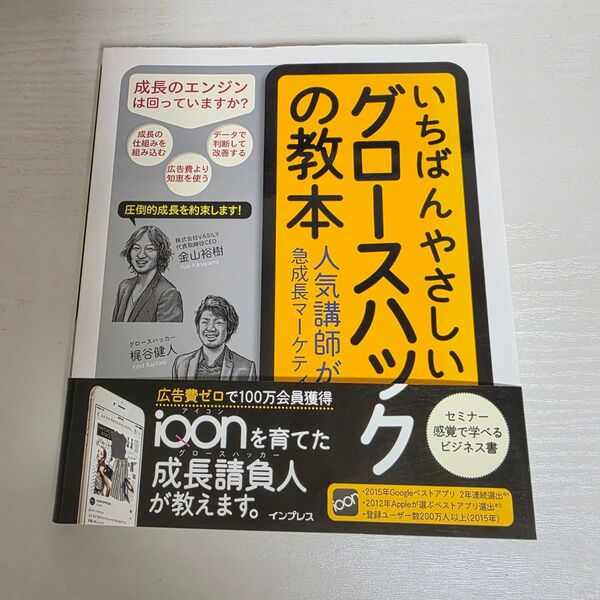 いちばんやさしい
グロースハック
の教本
人気講師が
急成長マーケティ
成長のエンジン
は回っていますか?
成長の
仕組みを
組み込む
データで
判断して
改善する
広告費より
知恵を使う
圧倒的成長を約束します!
株式会社VASILY
代表取締役CEO
金山裕樹
Yuki Kanayama
グロースハッカー
梶谷健人
Kent Kajitani
広告費ゼロで100万会員獲得
アイコン
iQONを育てた
グロースハッカー
成長請負人
が教えます。
インプレス
セミナー
感覚で学べる
ビジネス書
iQON
・2015年Googleベストアプリ 2年連続選出※1
・2012年Appleが選ぶベストアプリ選出※2
・登録ユーザー数200万人以上(2015年)